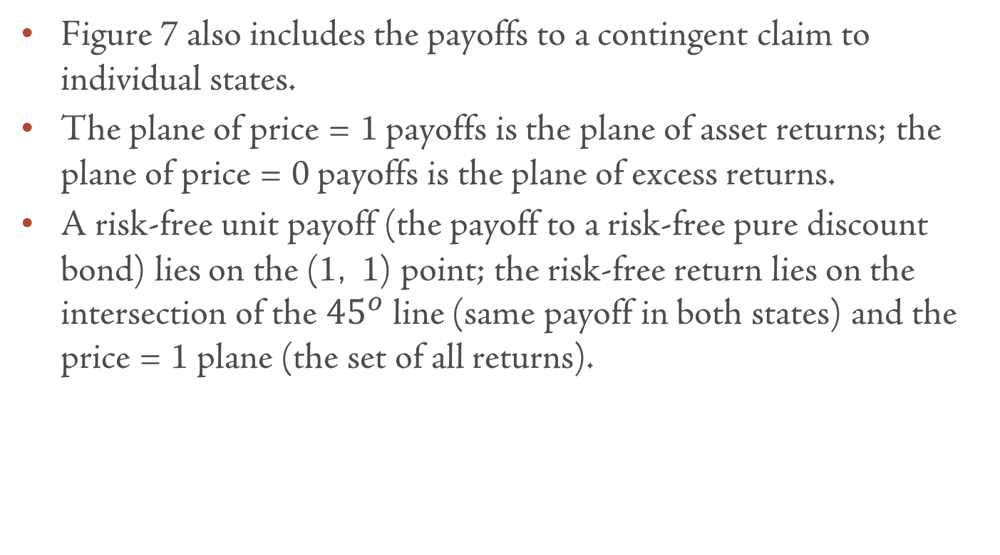 • Figure 7 also includes the payoffs to a contingent claim to
individual states.
• The plane of price = 1 payoffs is the plane of asset returns; the
plane of price = 0 payoffs is the plane of excess returns.
• A risk-free unit payoff (the payoff to a risk-free pure discount
bond) lies on the (1, 1) point; the risk-free return lies on the
intersection of the 45° line (same payoff in both states) and the
price = 1 plane (the set of all returns).